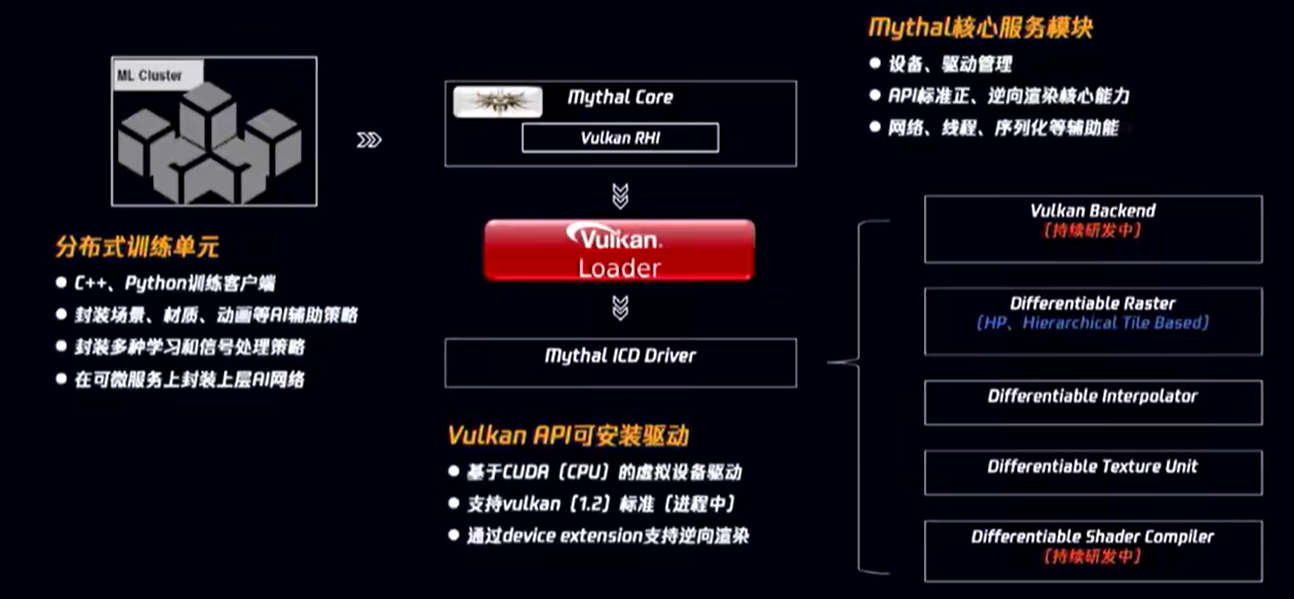 ML Cluster
分布式训练单元
● C++、Python训练客户端
● 封装场景、材质、动画等AI辅助策略
● 封装多种学习和信号处理策略
● 在可微服务上封装上层AI网络
Mythal Core
Vulkan RHI
Vulkan.
Loader
Mythal ICD Driver
Vulkan API可安装驱动
● 基于CUDA（CPU）的虚拟设备驱动
● 支持vulkan（1.2）标准（进程中）
● 通过device extension支持逆向渲染
Mythal核心服务模块
● 设备、驱动管理
● API标准正、逆向渲染核心能力
● 网络、线程、序列化等辅助能
Vulkan Backend
（持续研发中）
Differentiable Raster
（HP、Hierarchical Tile Based）
Differentiable Interpolator
Differentiable Texture Unit
Differentiable Shader Compiler
（持续研发中）